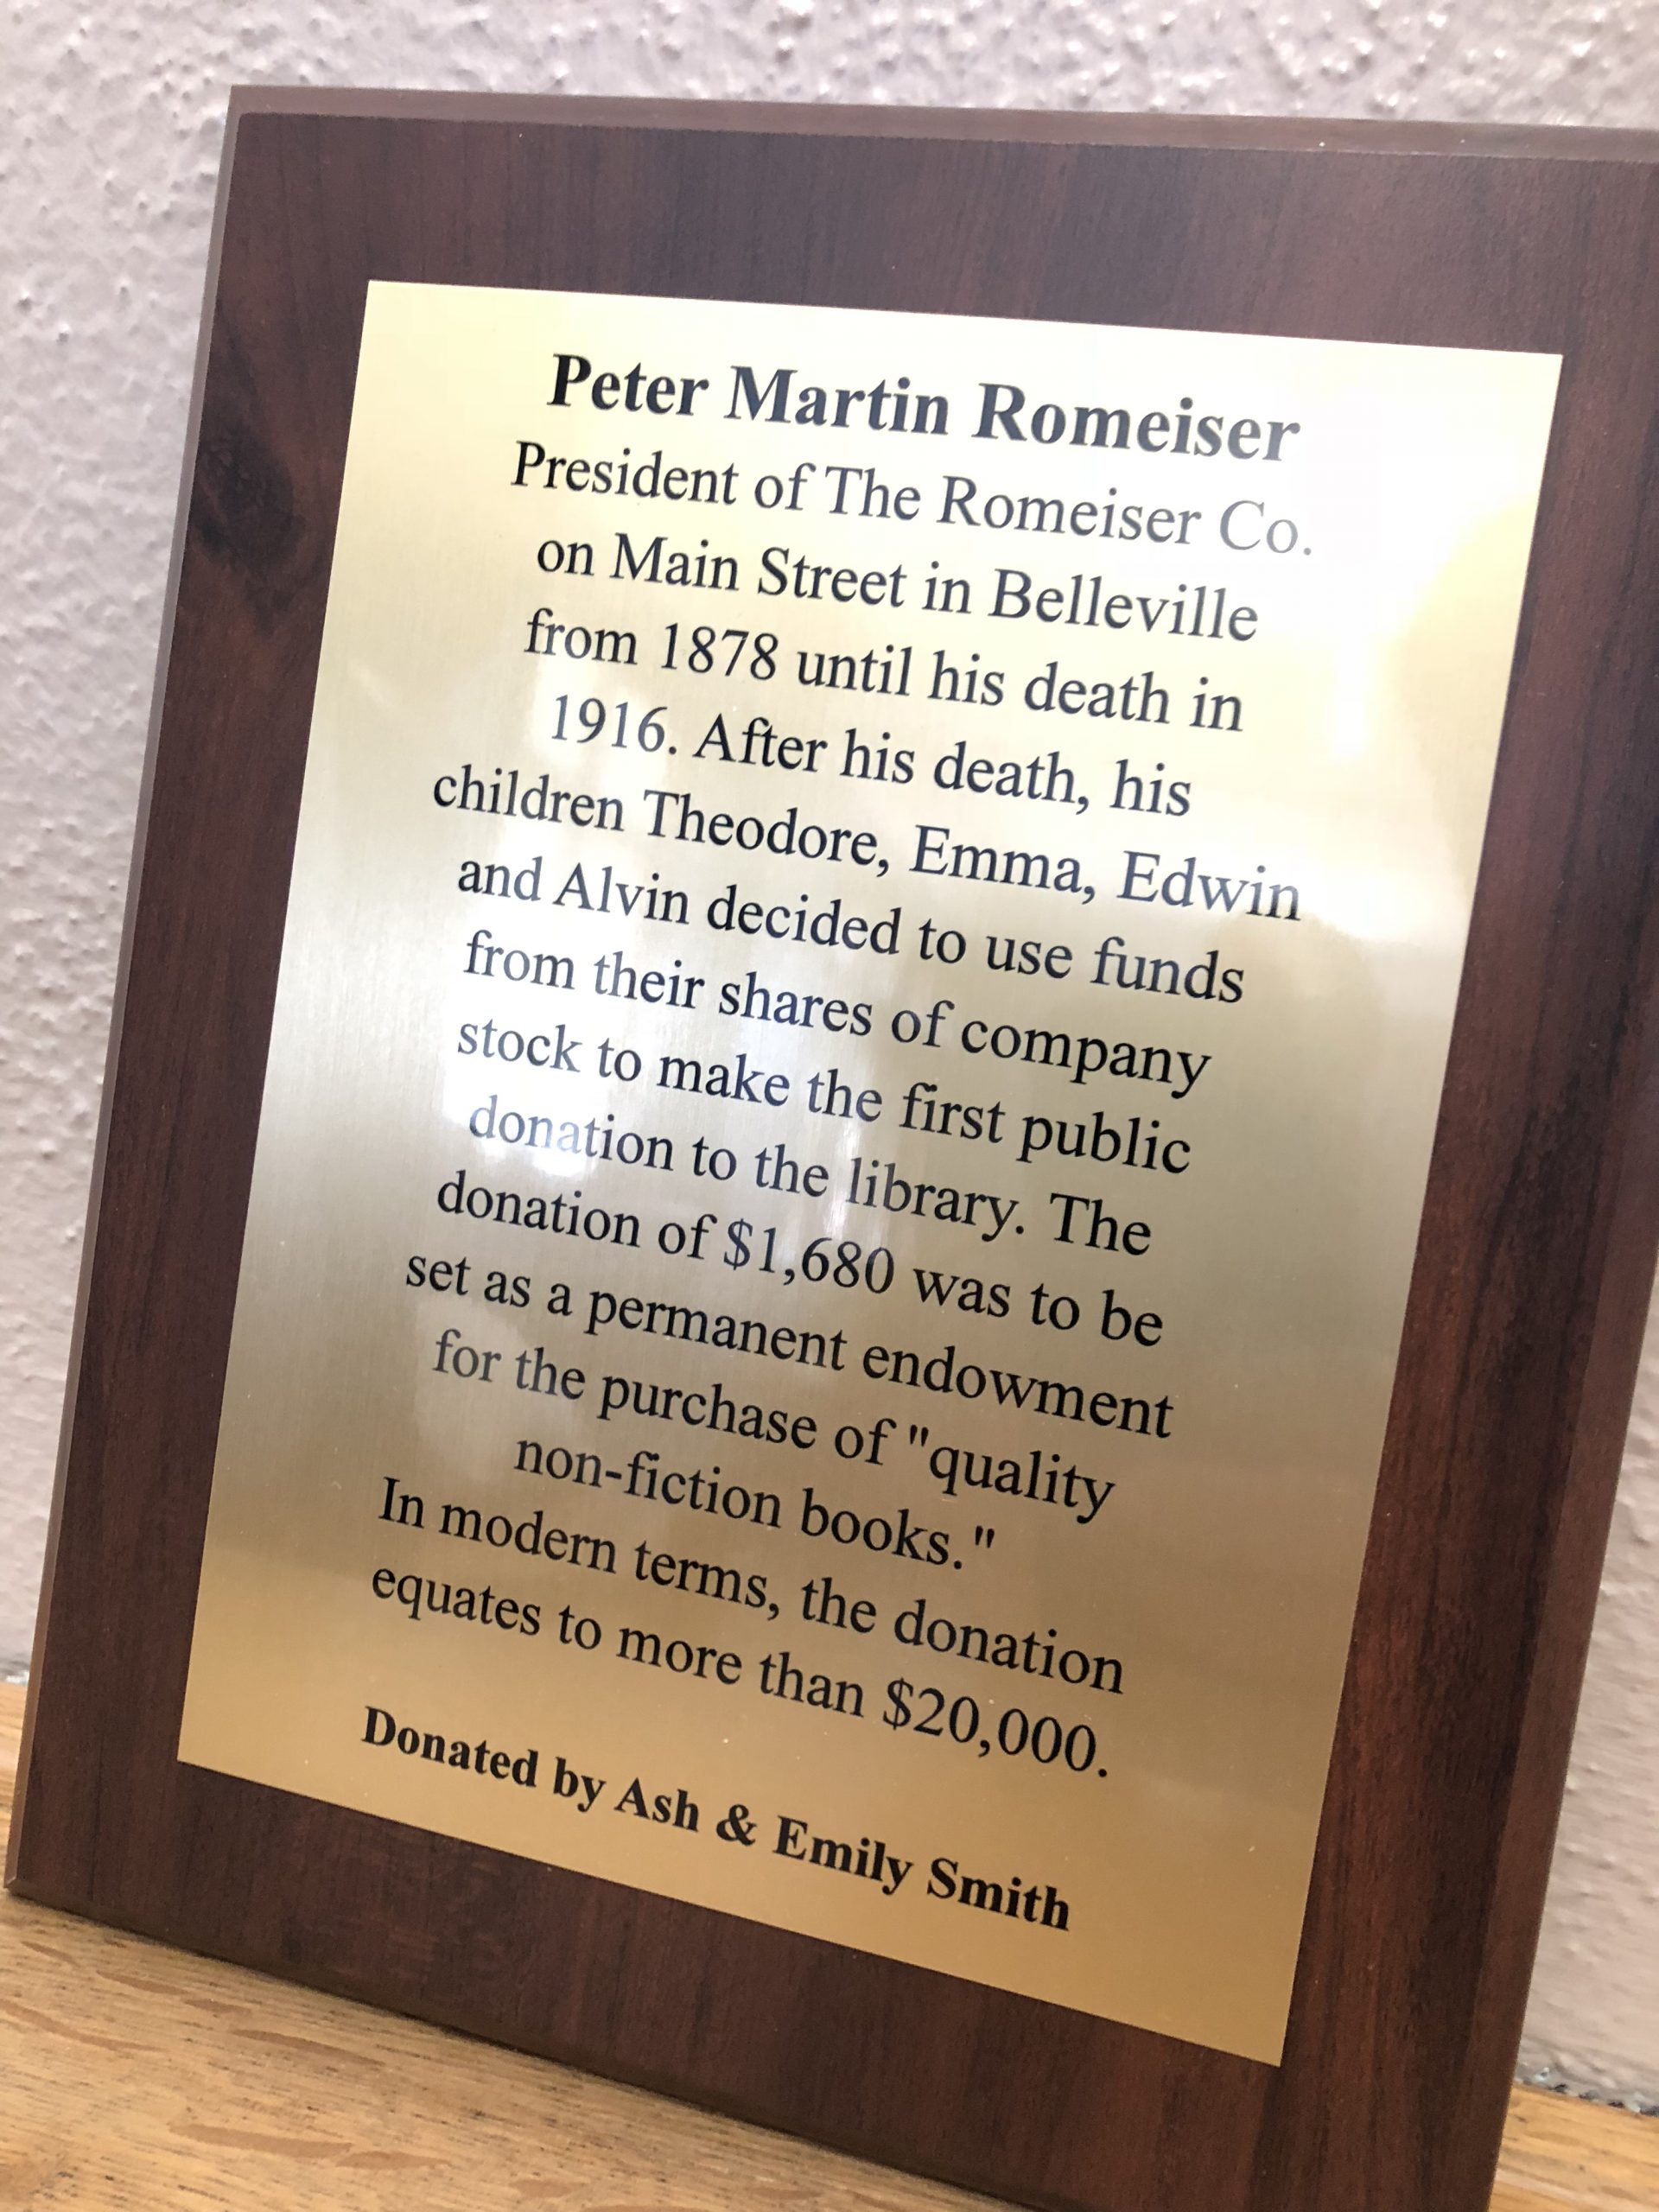 Peter Martin Romeiser
President of The Romeiser Co.
on Main Street in Belleville
from 1878 until his death in
1916. After his death, his
children Theodore, Emma, Edwin
and Alvin decided to use funds
from their shares of company
stock to make the first public
donation to the library. The
donation of $1,680 was to be
set as a permanent endowment
for the purchase of "quality
non-fiction books."
In modern terms, the donation
equates to more than $20,000.
Donated by Ash & Emily Smith